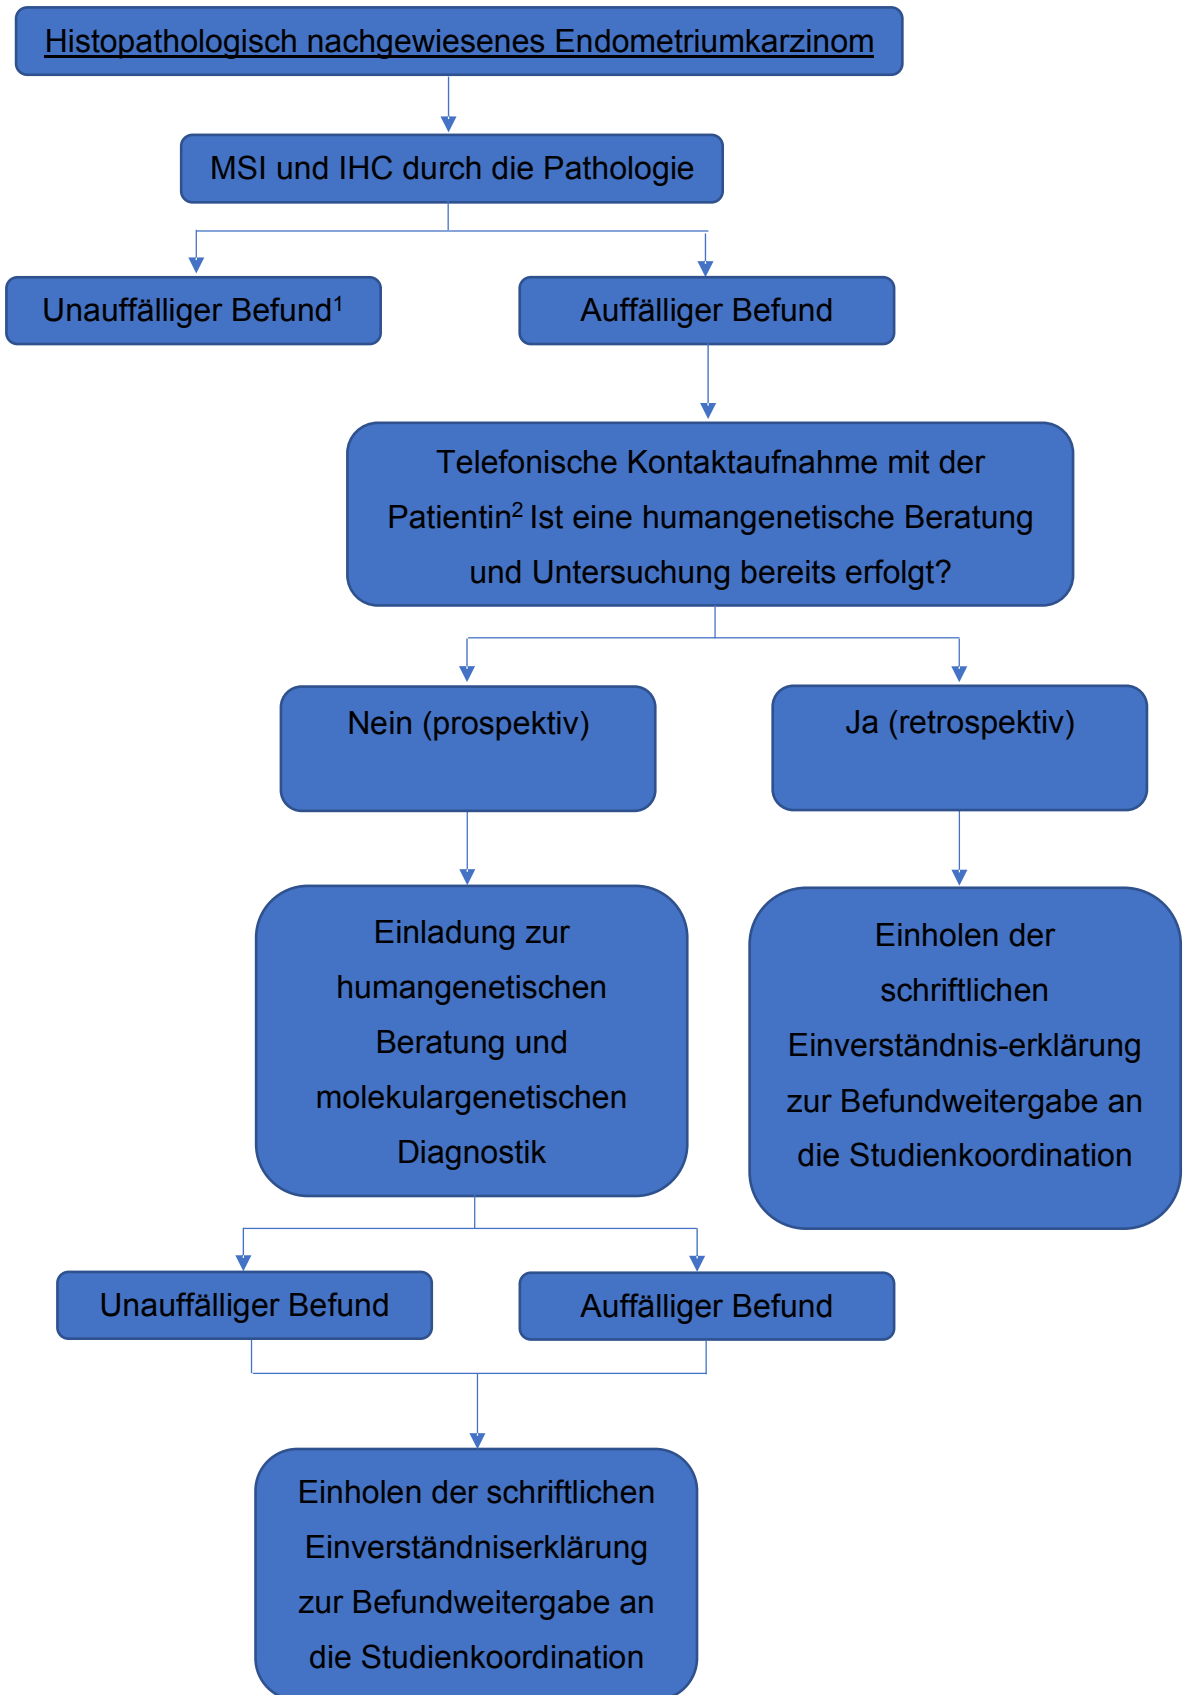 Histopathologisch nachgewiesenes Endometriumkarzinom
MSI und IHC durch die Pathologie
Unauffälliger Befund¹
Auffälliger Befund
Telefonische Kontaktaufnahme mit der
Patientin² Ist eine humangenetische Beratung
und Untersuchung bereits erfolgt?
Nein (prospektiv)
Ja (retrospektiv)
Einladung zur
humangenetischen
Beratung und
molekulargenetischen
Diagnostik
Einholen der
schriftlichen
Einverständnis-erklärung
zur Befundweitergabe an
die Studienkoordination
Unauffälliger Befund
Auffälliger Befund
Einholen der schriftlichen
Einverständniserklärung
zur Befundweitergabe an
die Studienkoordination